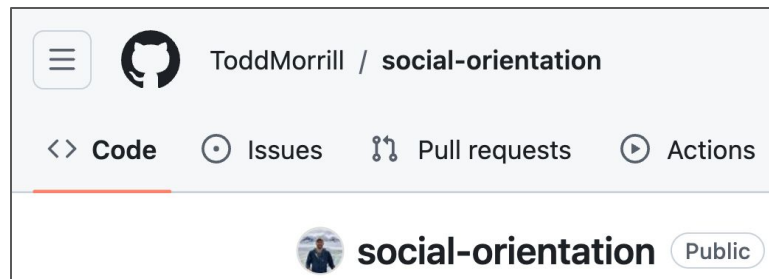 ToddMorrill / social-orientation
Code Issues Pull requests Actions
social-orientation Public